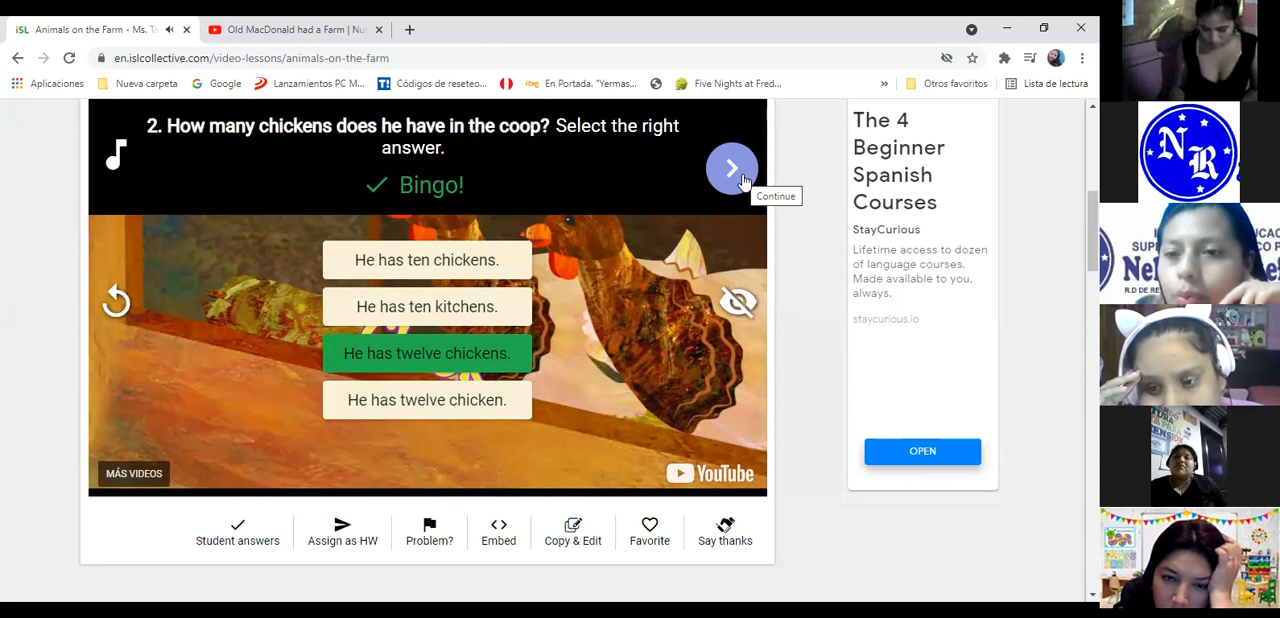 iSL Animals on the Farm - Ms. Te
Old MacDonald had a Farm | Nu
en.islcollective.com/video-lessons/animals-on-the-farm
Aplicaciones
Nueva carpeta
Google
Lanzamientos PC M...
Códigos de reseteo...
rtve En Portada. "Yermas...
Five Nights at Fred...
»
Otros favoritos
Lista de lectura
2. How many chickens does he have in the coop? Select the right
answer.
Bingo!
Continue
He has ten chickens.
He has ten kitchens.
He has twelve chickens.
He has twelve chicken.
MÁS VIDEOS
YouTube
Student answers
Assign as HW
Problem?
Embed
Copy & Edit
Favorite
Say thanks
The 4
Beginner
Spanish
Courses
StayCurious
Lifetime access to dozen
of language courses.
Made available to you,
always.
staycurious.io
OPEN
NR